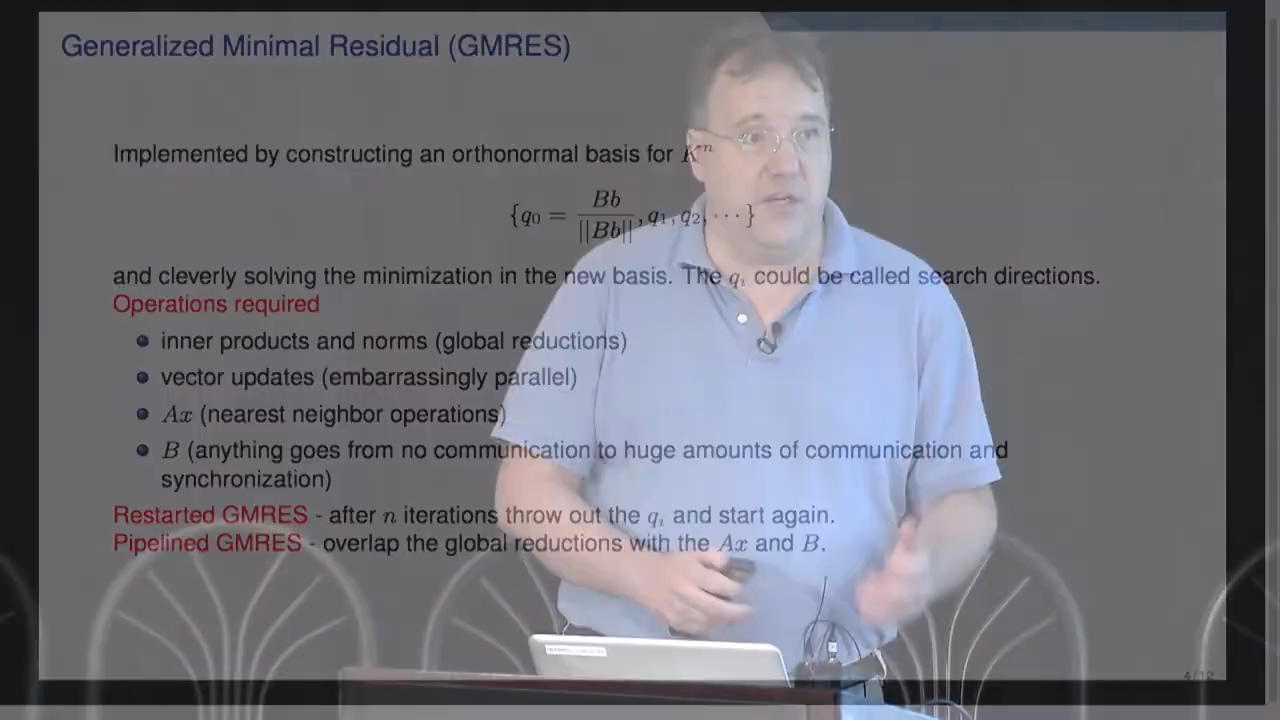 Generalized Minimal Residual (GMRES)
Implemented by constructing an orthonormal basis for Kⁿ
{q₀ = Bb / ||Bb||, q₁, q₂, ⋯}
and cleverly solving the minimization in the new basis. The qᵢ could be called search directions.
Operations required
inner products and norms (global reductions)
vector updates (embarrassingly parallel)
Ax (nearest neighbor operations)
B (anything goes from no communication to huge amounts of communication and
synchronization)
Restarted GMRES - after n iterations throw out the qᵢ and start again.
Pipelined GMRES - overlap the global reductions with the Ax and B.
4/12